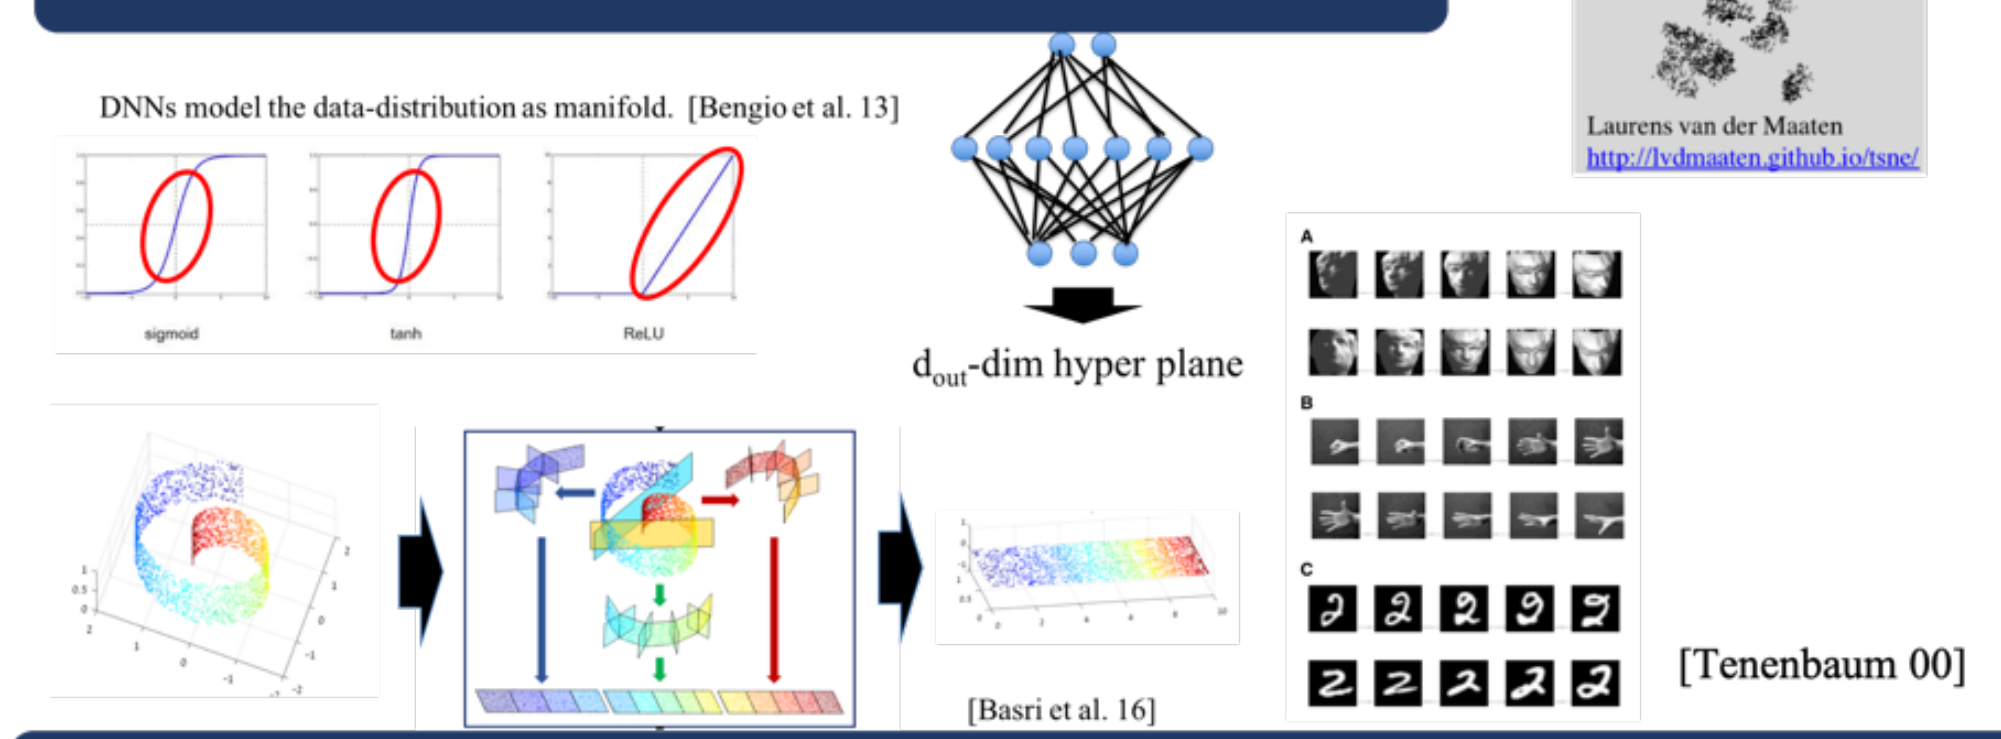 DNNs model the data-distribution as manifold. [Bengio et al. 13]
sigmoid
tanh
ReLU
d_out-dim hyper plane
Laurens van der Maaten
http://lvdmaaten.github.io/tsne/
A
B
C
[Basri et al. 16]
[Tenenbaum 00]